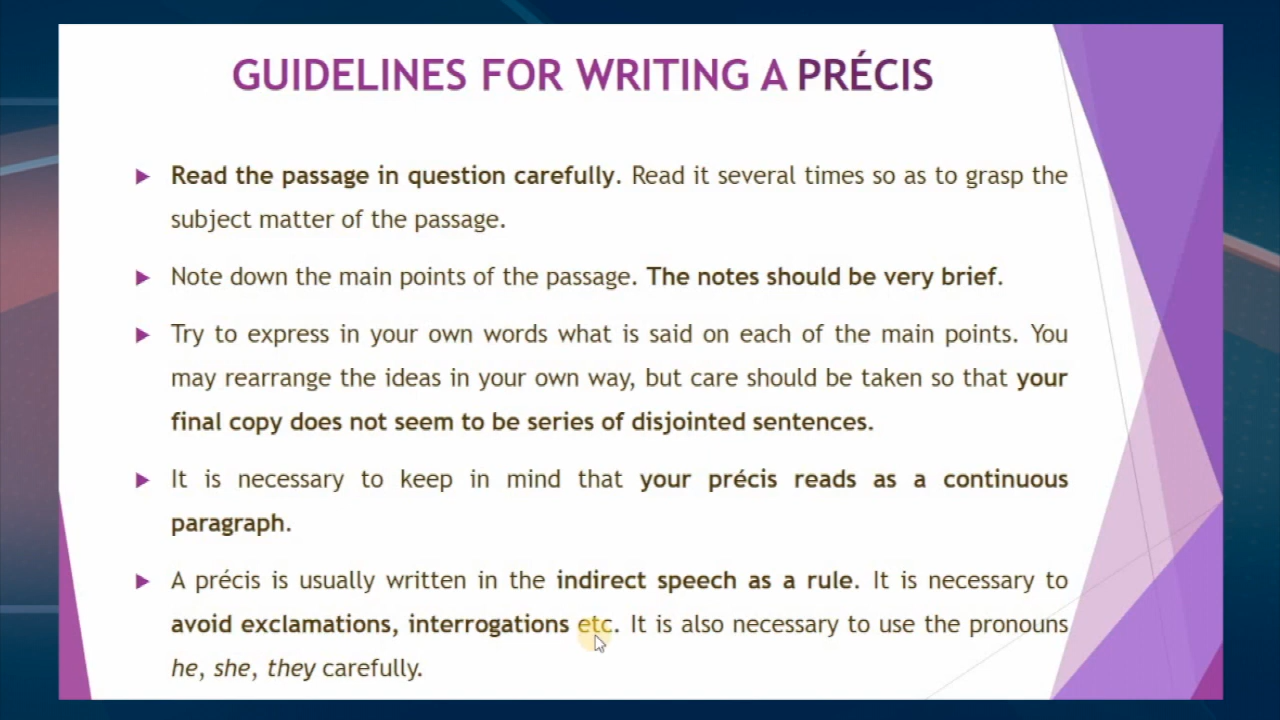 GUIDELINES FOR WRITING A PRÉCIS
Read the passage in question carefully. Read it several times so as to grasp the
subject matter of the passage.
Note down the main points of the passage. The notes should be very brief.
Try to express in your own words what is said on each of the main points. You
may rearrange the ideas in your own way, but care should be taken so that your
final copy does not seem to be series of disjointed sentences.
It is necessary to keep in mind that your précis reads as a continuous
paragraph.
A précis is usually written in the indirect speech as a rule. It is necessary to
avoid exclamations, interrogations etc. It is also necessary to use the pronouns
he, she, they carefully.